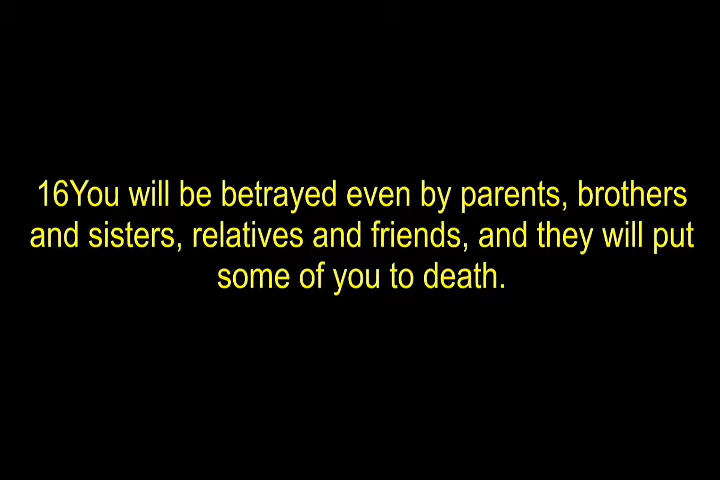 16You will be betrayed even by parents, brothers
and sisters, relatives and friends, and they will put
some of you to death.